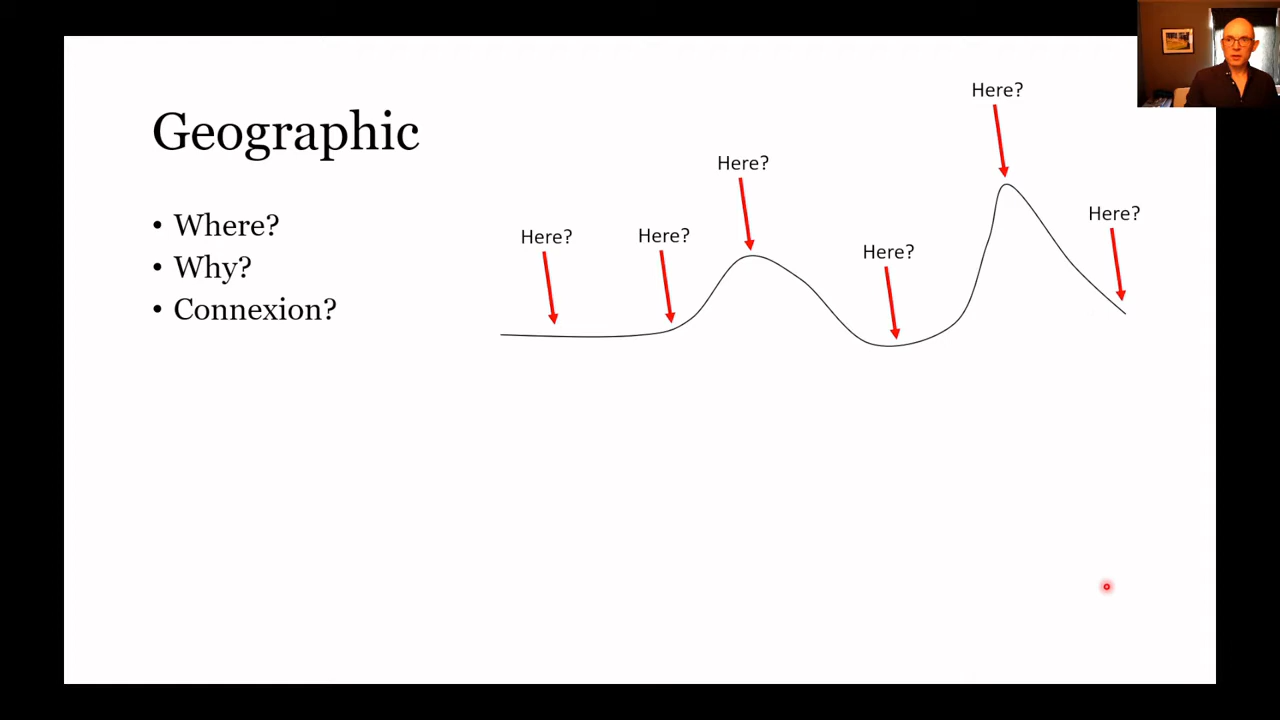 Geographic
• Where?
• Why?
• Connexion?
Here?
Here?
Here?
Here?
Here?
Here?